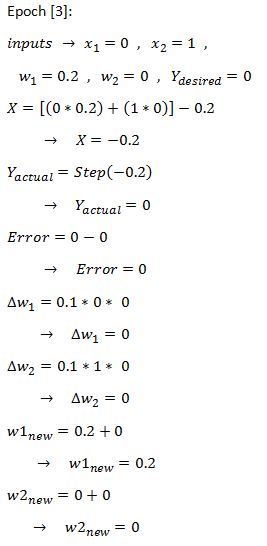 Epoch [3]:
inputs → x₁ = 0 , x₂ = 1 ,
w₁ = 0.2 , w₂ = 0 , Y_desired = 0
X = [(0 * 0.2) + (1 * 0)] − 0.2
→ X = −0.2
Y_actual = Step(−0.2)
→ Y_actual = 0
Error = 0 − 0
→ Error = 0
Δw₁ = 0.1 * 0 * 0
→ Δw₁ = 0
Δw₂ = 0.1 * 1 * 0
→ Δw₂ = 0
w1_new = 0.2 + 0
→ w1_new = 0.2
w2_new = 0 + 0
→ w2_new = 0